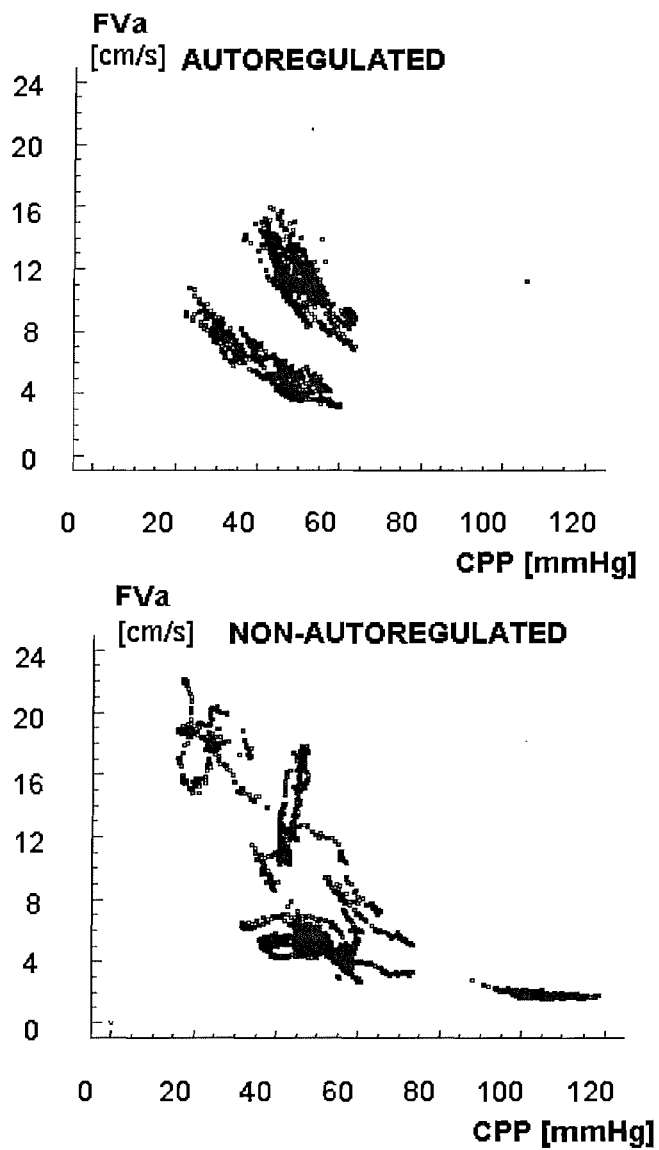 FVa
[cm/s] AUTOREGULATED
24
20
16
12
8
4
0
0 20 40 60 80 100 120
CPP [mmHg]
FVa
[cm/s] NON-AUTOREGULATED
24
20
16
12
8
4
0
0 20 40 60 80 100 120
CPP [mmHg]